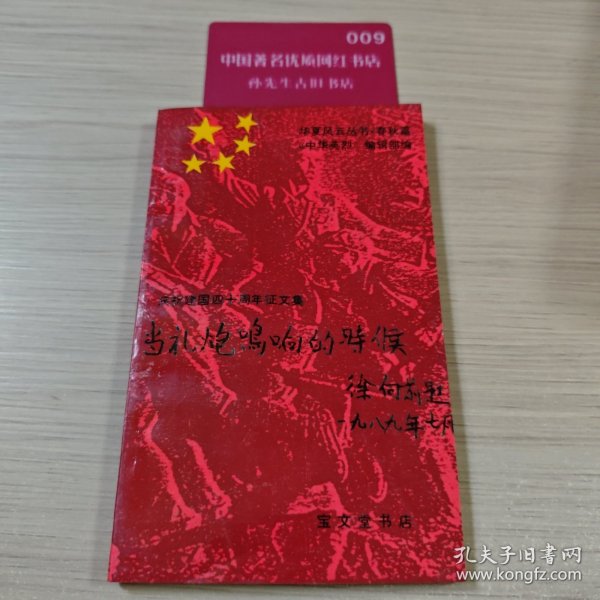 009
中国著名优质网红书店
孙先生古旧书店
华夏风云丛书·春秋篇
《中华英烈》编辑部编
庆祝建国四十周年征文集
当礼炮鸣响的時候
徐向前题
一九八九年七月
宝文堂书店
孔夫子旧书网
www.kongfz.com